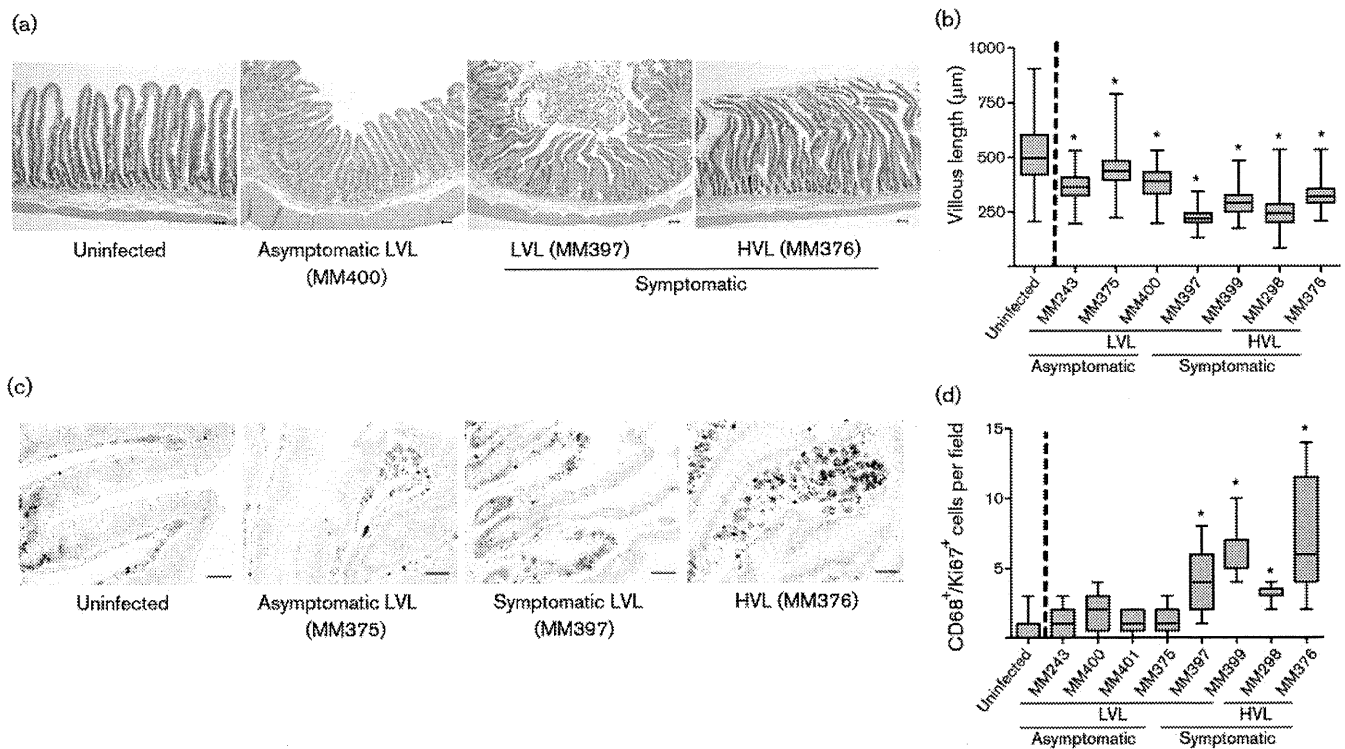 (a)
Uninfected
Asymptomatic LVL
(MM400)
LVL (MM397)
HVL (MM376)
Symptomatic
(b)
Villous length (μm)
1000
750
500
250
*
*
*
*
*
*
*
Uninfected
MM243
MM375
MM400
MM397
MM399
MM298
MM376
LVL
HVL
Asymptomatic
Symptomatic
(c)
Uninfected
Asymptomatic LVL
(MM375)
Symptomatic LVL
(MM397)
HVL (MM376)
(d)
CD68+/Ki67+ cells per field
15
10
5
*
*
*
*
Uninfected
MM243
MM400
MM401
MM375
MM397
MM399
MM298
MM376
LVL
HVL
Asymptomatic
Symptomatic